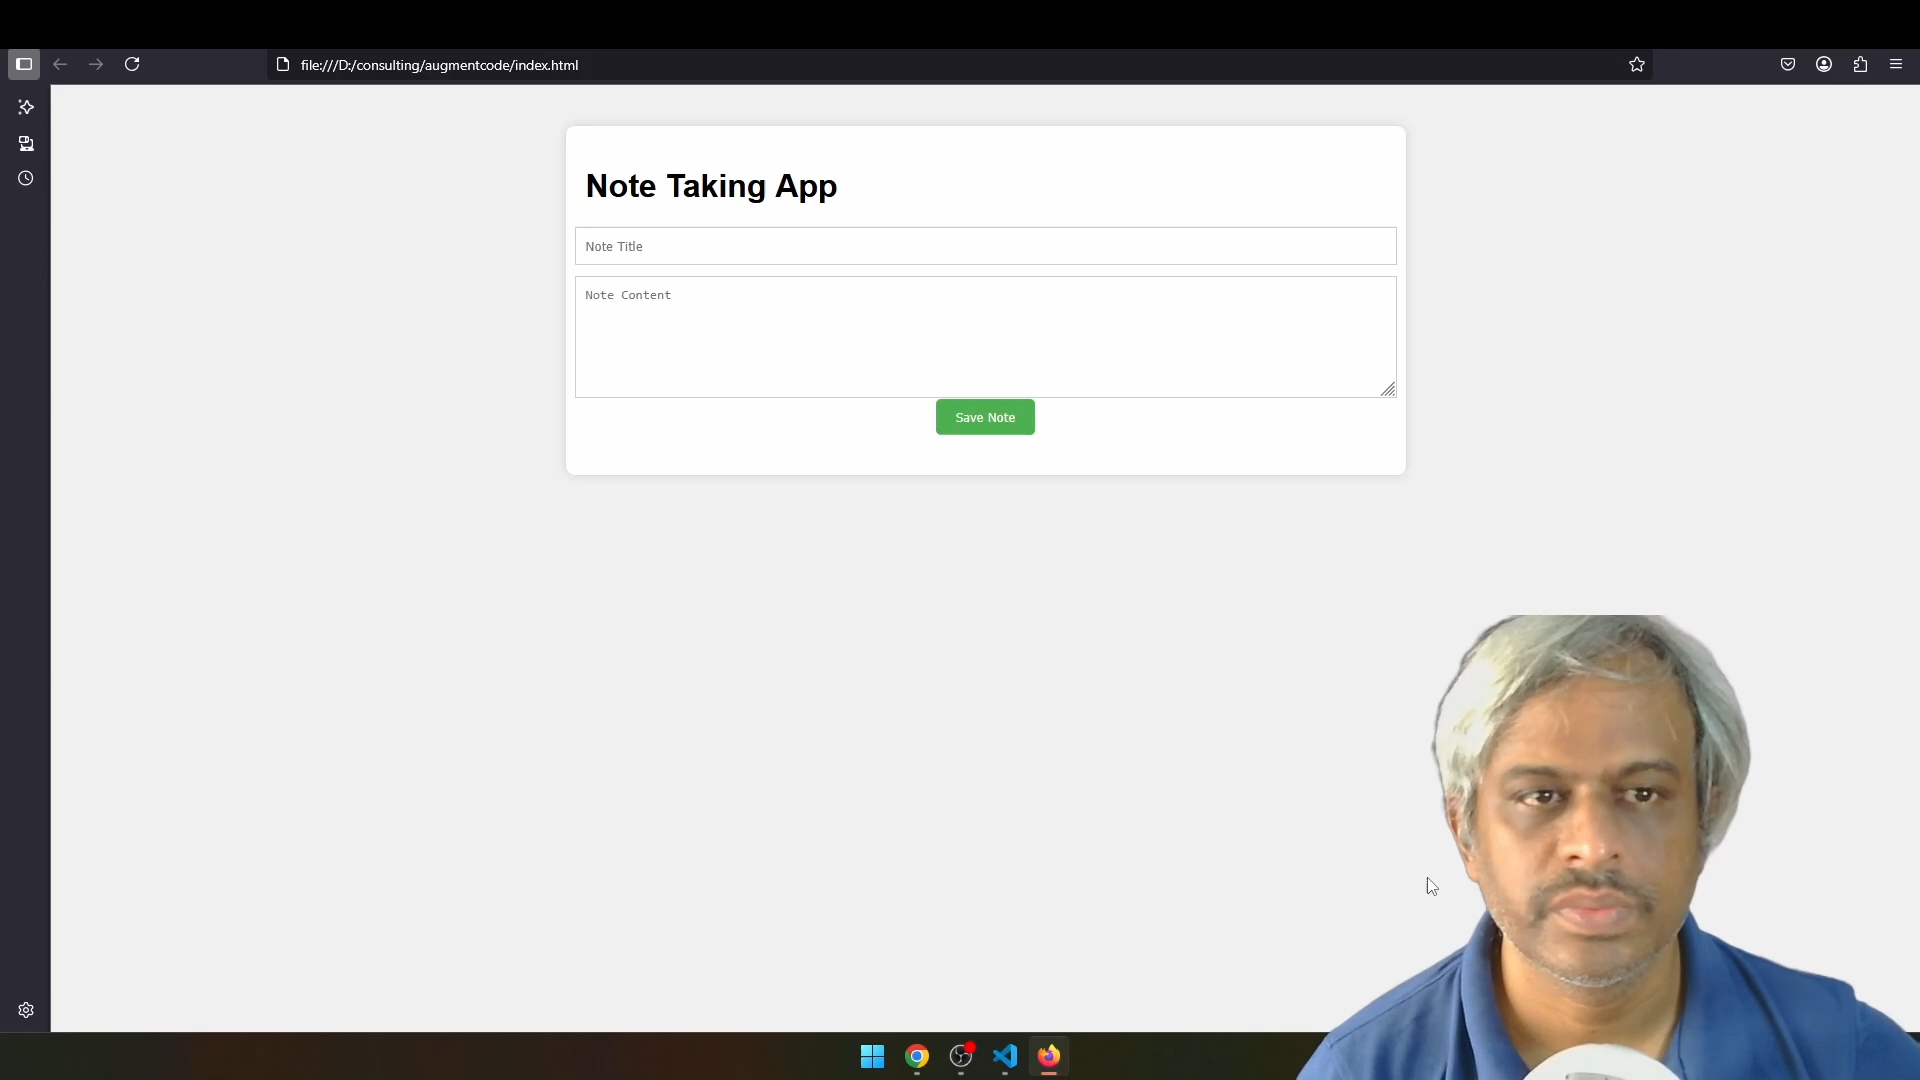 file:///D:/consulting/augmentcode/index.html
Note Taking App
Note Title
Note Content
Save Note